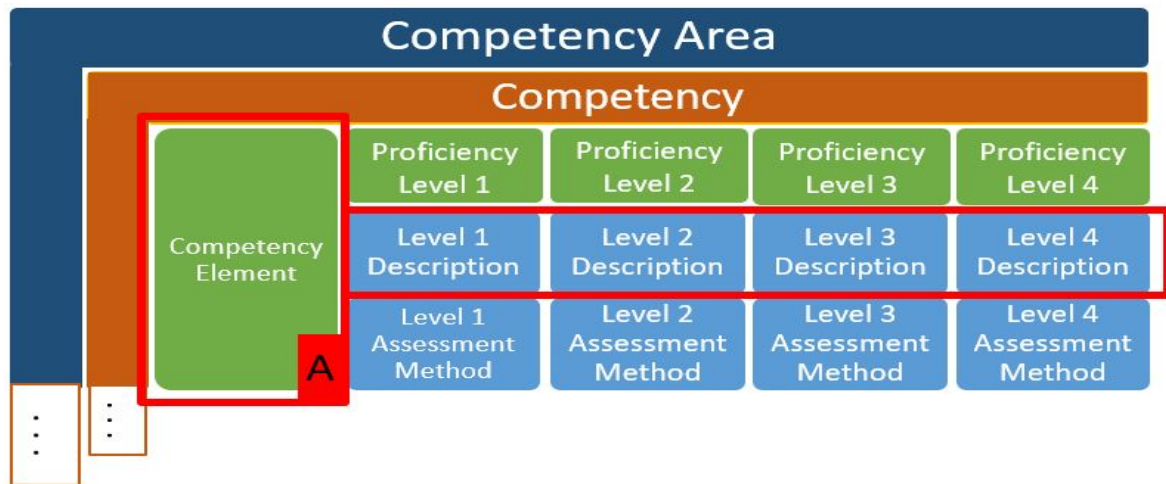 Competency Area
Competency
Competency
Element
A
Proficiency
Level 1
Proficiency
Level 2
Proficiency
Level 3
Proficiency
Level 4
Level 1
Description
Level 2
Description
Level 3
Description
Level 4
Description
Level 1
Assessment
Method
Level 2
Assessment
Method
Level 3
Assessment
Method
Level 4
Assessment
Method